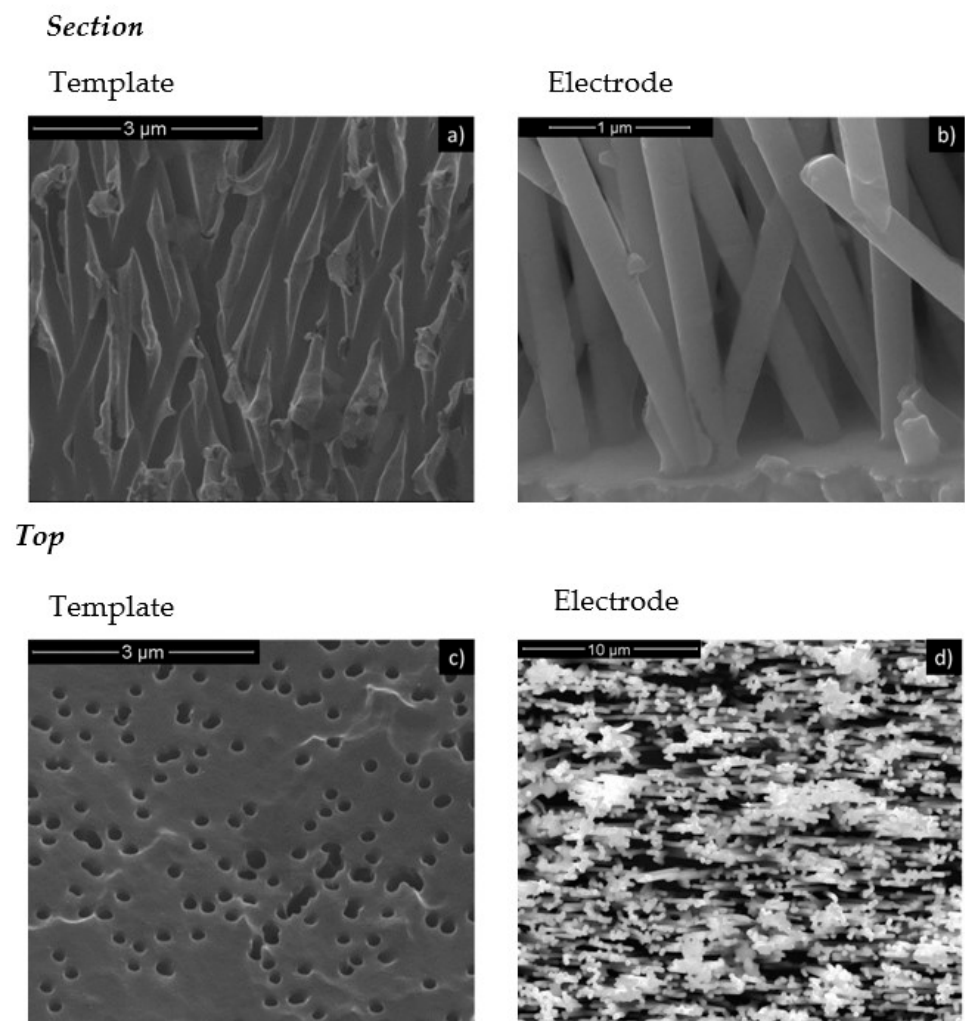 Section
Template
Electrode
3 µm
a)
1 µm
b)
Top
Template
Electrode
3 µm
c)
10 µm
d)